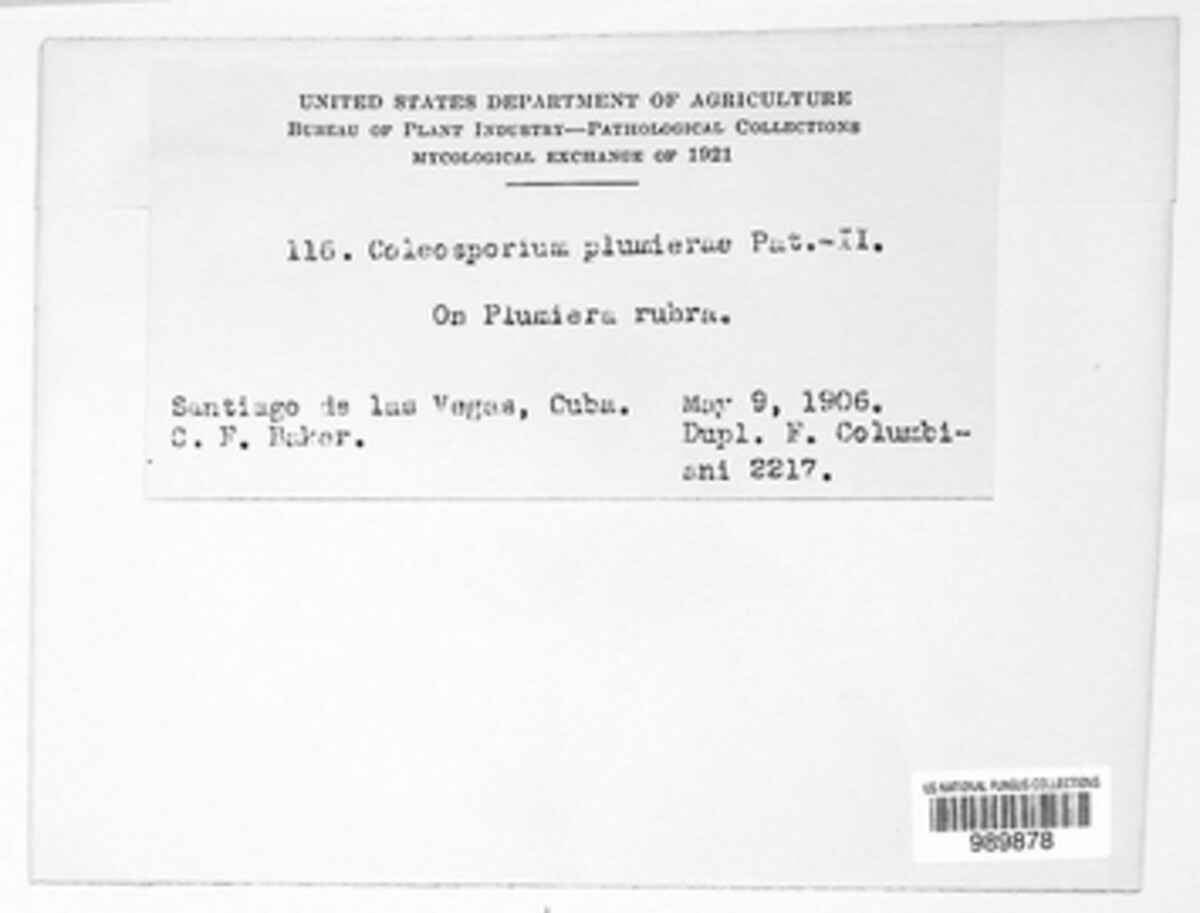 UNITED STATES DEPARTMENT OF AGRICULTURE
BUREAU OF PLANT INDUSTRY—PATHOLOGICAL COLLECTIONS
MYCOLOGICAL EXCHANGE OF 1921
116. Coleosporium plumierae Pat.-II.
On Plumiera rubra.
Santiago de las Vegas, Cuba. May 9, 1906.
C. F. Baker. Dupl. F. Columbi-
ani 2217.
US NATIONAL FUNGUS COLLECTIONS
989878